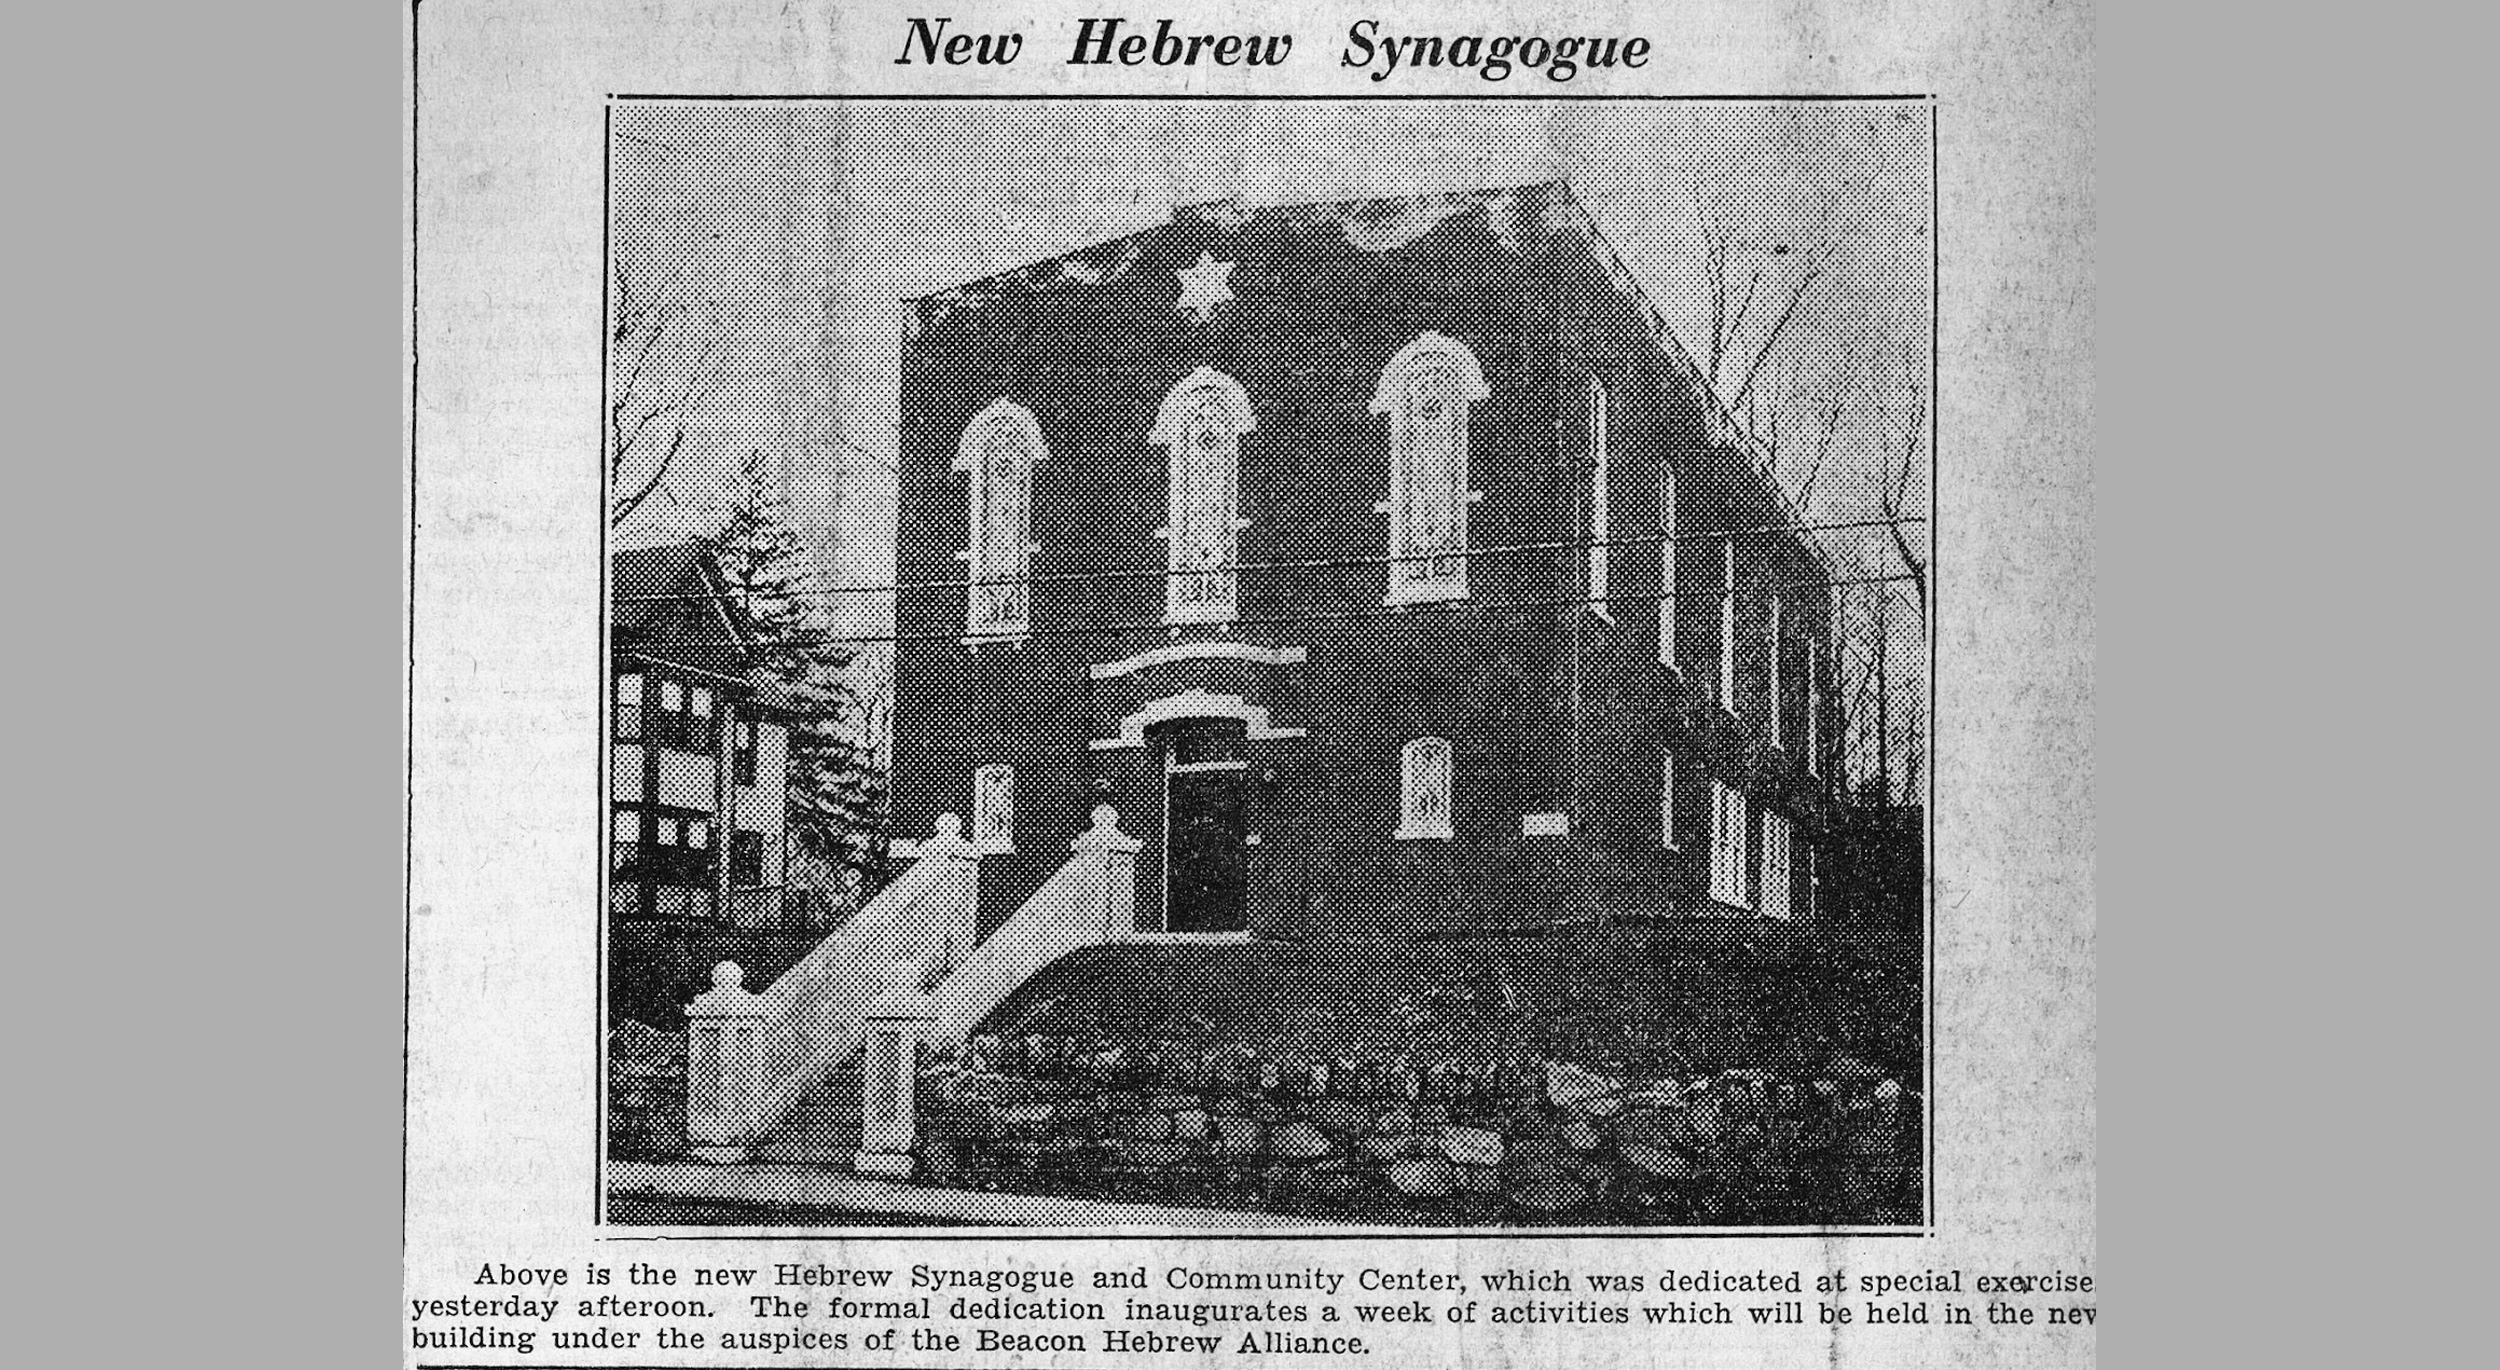 New Hebrew Synagogue
Above is the new Hebrew Synagogue and Community Center, which was dedicated at special exercise
yesterday afteroon. The formal dedication inaugurates a week of activities which will be held in the new
building under the auspices of the Beacon Hebrew Alliance.